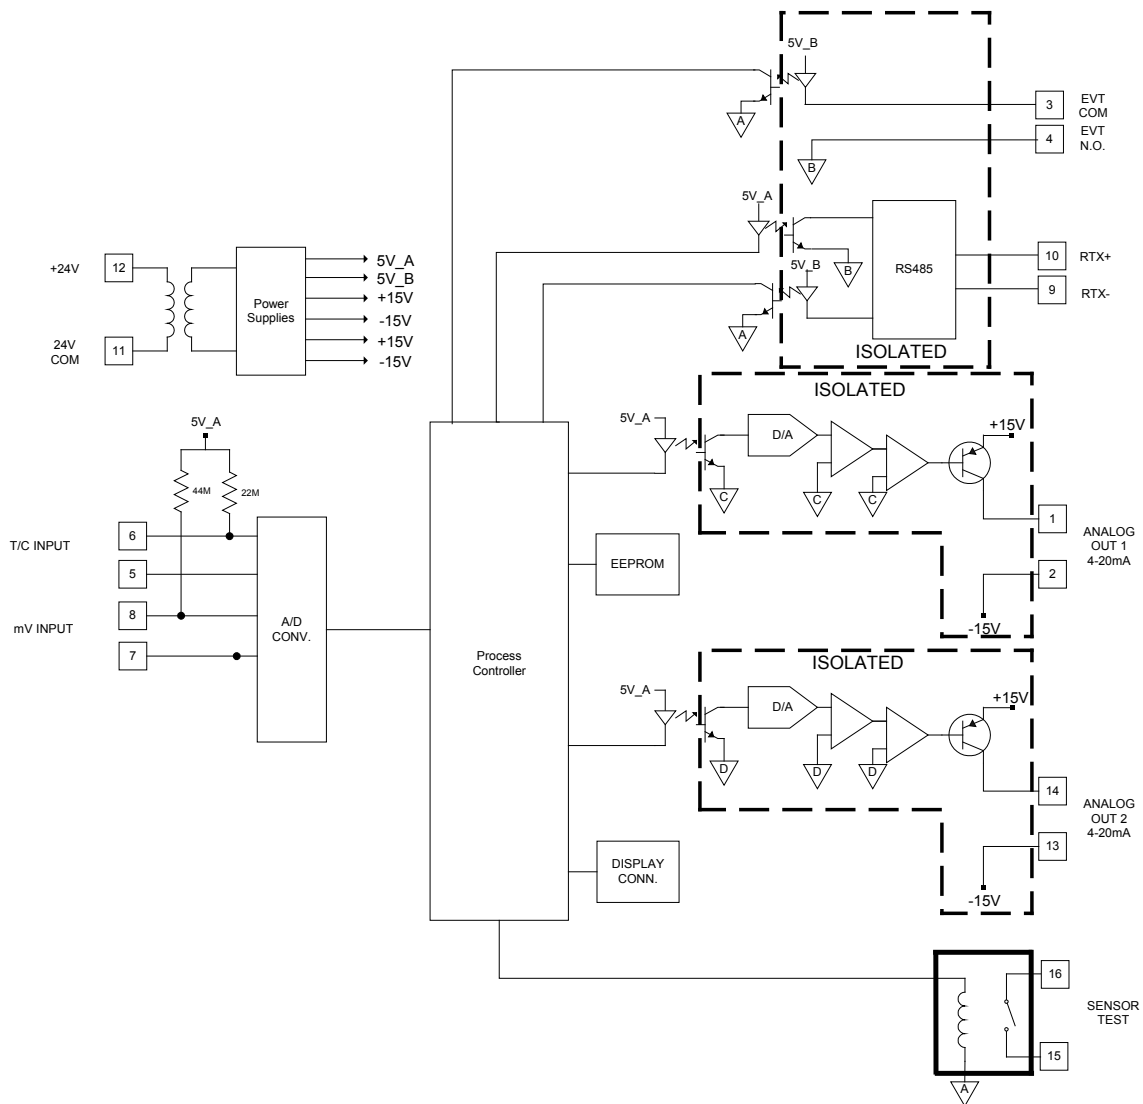 5V_B
A
3
EVT
COM
4
EVT
N.O.
B
5V_A
B
RS485
10
RTX+
9
RTX-
5V_B
A
ISOLATED
+24V
12
24V
COM
11
Power
Supplies
5V_A
5V_B
+15V
-15V
+15V
-15V
ISOLATED
5V_A
D/A
+15V
C
C
C
1
ANALOG
OUT 1
4-20mA
2
-15V
5V_A
44M
22M
T/C INPUT
6
5
mV INPUT
8
7
A/D
CONV.
Process
Controller
EEPROM
ISOLATED
5V_A
D/A
+15V
D
D
D
14
ANALOG
OUT 2
4-20mA
13
-15V
DISPLAY
CONN.
16
SENSOR
TEST
15
A